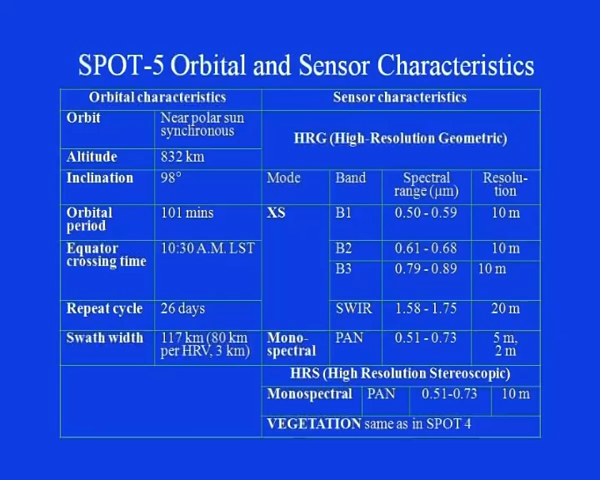 SPOT-5 Orbital and Sensor Characteristics
Orbital characteristics Sensor characteristics
Orbit Near polar sun
synchronous
HRG (High-Resolution Geometric)
Altitude 832 km
Inclination 98° Mode Band Spectral Resolu-
range (μm) tion
Orbital 101 mins XS B1 0.50 - 0.59 10 m
period
Equator 10:30 A.M. LST B2 0.61 - 0.68 10 m
crossing time
B3 0.79 - 0.89 10 m
Repeat cycle 26 days SWIR 1.58 - 1.75 20 m
Swath width 117 km (80 km Mono- PAN 0.51 - 0.73 5 m,
per HRV, 3 km) spectral 2 m
HRS (High Resolution Stereoscopic)
Monospectral PAN 0.51-0.73 10 m
VEGETATION same as in SPOT 4